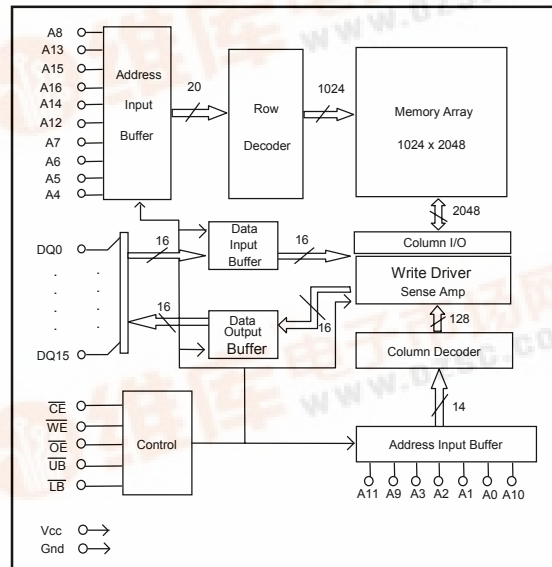 A8
A13
A15
A16
A14
A12
A7
A6
A5
A4
Address
Input
Buffer
20
Row
Decoder
1024
Memory Array
1024 x 2048
2048
DQ0
DQ15
16
Data
Input
Buffer
16
Column I/O
Write Driver
Sense Amp
16
Data
Output
Buffer
16
128
Column Decoder
14
CE
WE
OE
UB
LB
Control
Address Input Buffer
A11 A9 A3 A2 A1 A0 A10
Vcc
Gnd